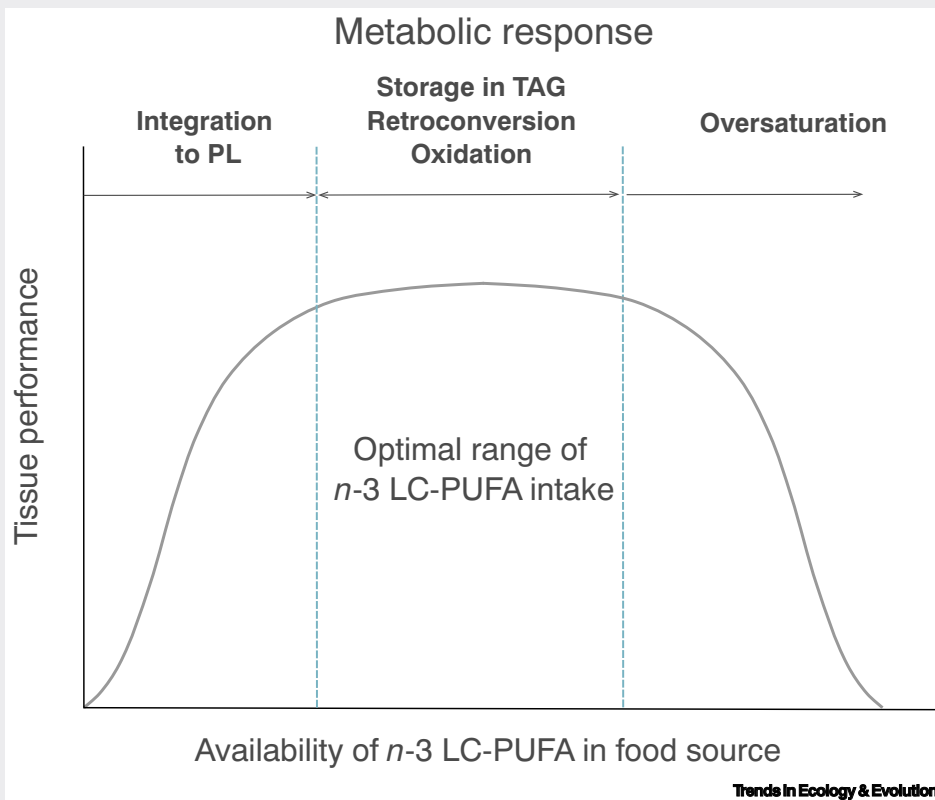 Metabolic response
Integration
to PL
Storage in TAG
Retroconversion
Oxidation
Oversaturation
Tissue performance
Optimal range of
n-3 LC-PUFA intake
Availability of n-3 LC-PUFA in food source
Trends in Ecology & Evolution